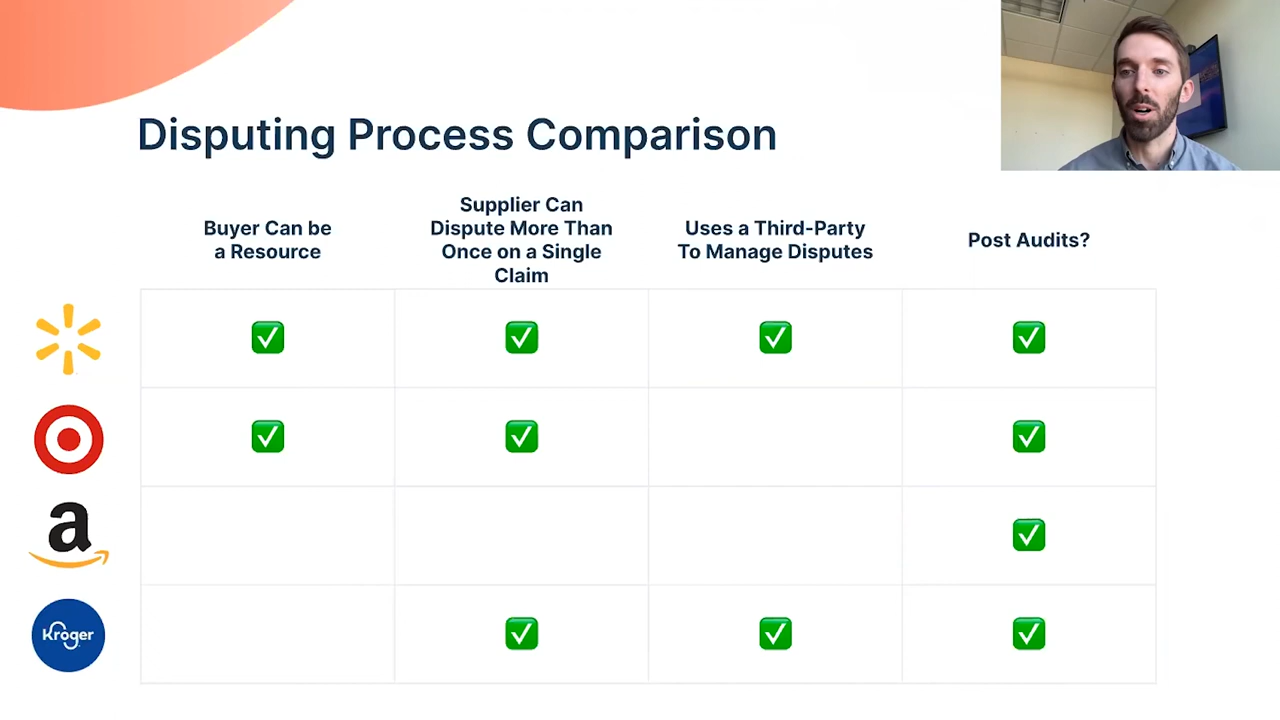 Disputing Process Comparison
Buyer Can be
a Resource
Supplier Can
Dispute More Than
Once on a Single
Claim
Uses a Third-Party
To Manage Disputes
Post Audits?
a
Kroger